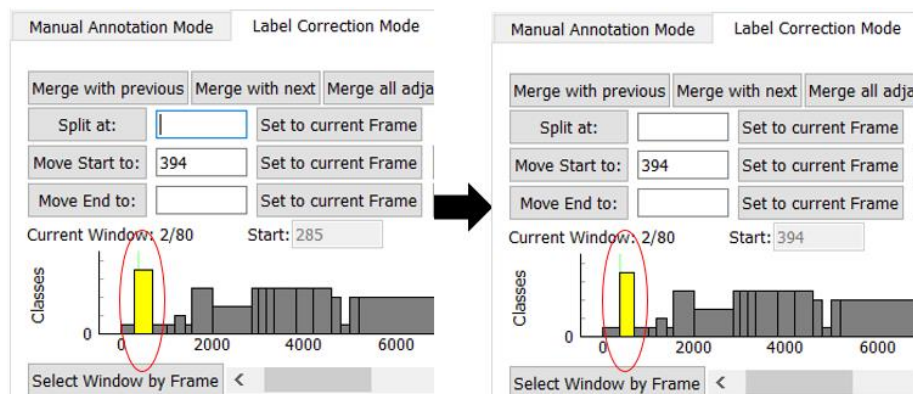 Manual Annotation Mode Label Correction Mode
Merge with previous Merge with next Merge all adja
Split at: Set to current Frame
Move Start to: 394 Set to current Frame
Move End to: Set to current Frame
Current Window: 2/80 Start: 285
Classes
0
0 2000 4000 6000
Select Window by Frame <
Manual Annotation Mode Label Correction Mode
Merge with previous Merge with next Merge all adja
Split at: Set to current Frame
Move Start to: 394 Set to current Frame
Move End to: Set to current Frame
Current Window: 2/80 Start: 394
Classes
0
0 2000 4000 6000
Select Window by Frame <